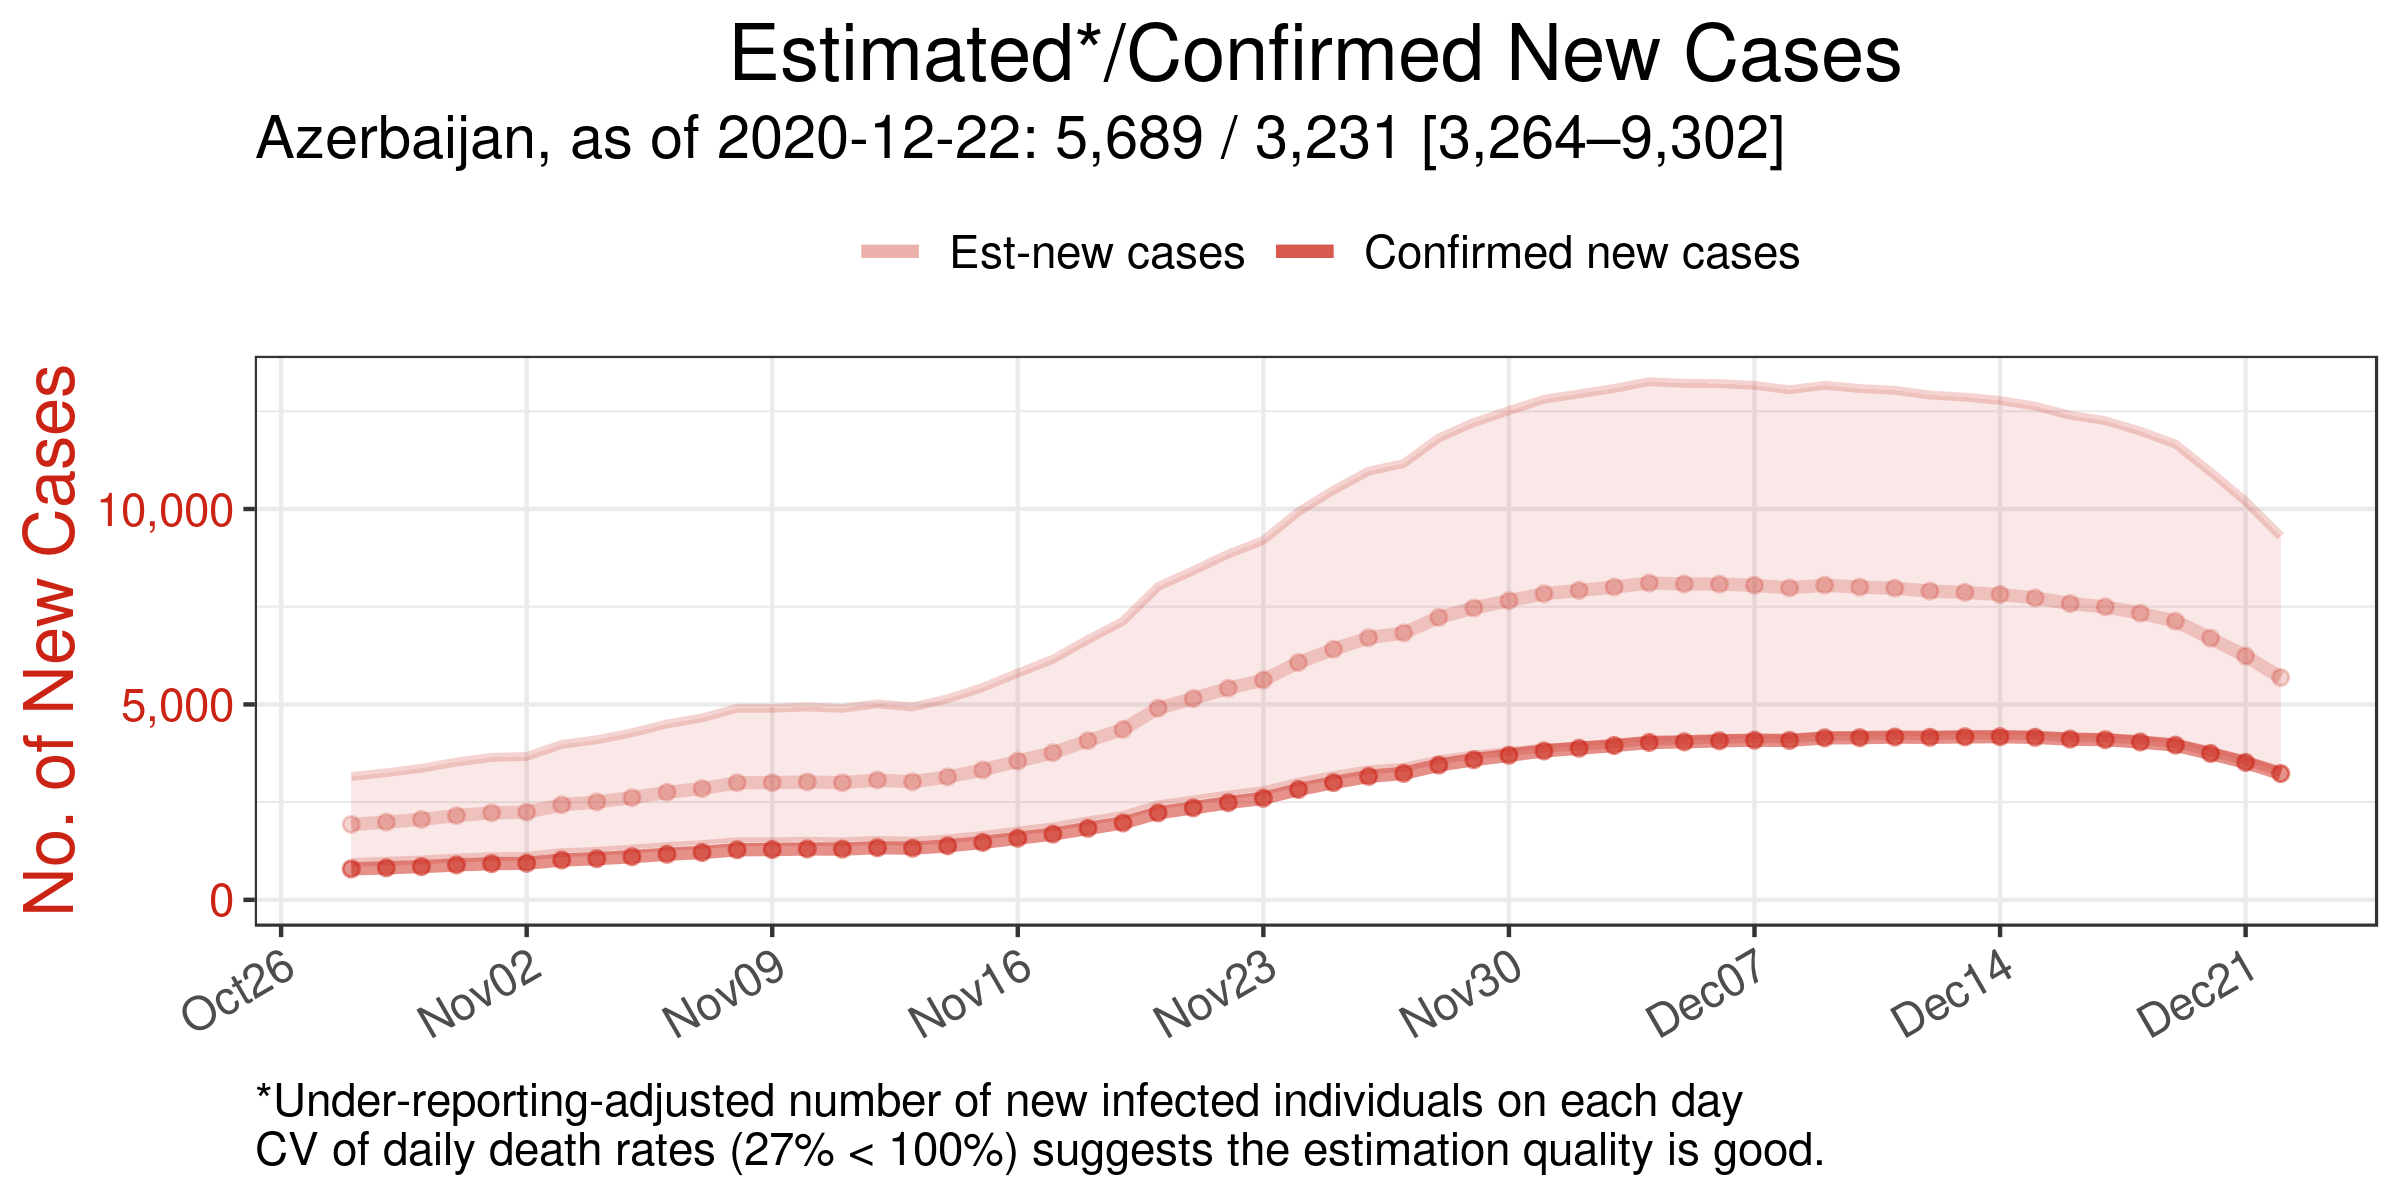 Estimated*/Confirmed New Cases
Azerbaijan, as of 2020-12-22: 5,689 / 3,231 [3,264–9,302]
Est-new cases
Confirmed new cases
No. of New Cases
10,000
5,000
0
Oct26
Nov02
Nov09
Nov16
Nov23
Nov30
Dec07
Dec14
Dec21
*Under-reporting-adjusted number of new infected individuals on each day
CV of daily death rates (27% < 100%) suggests the estimation quality is good.